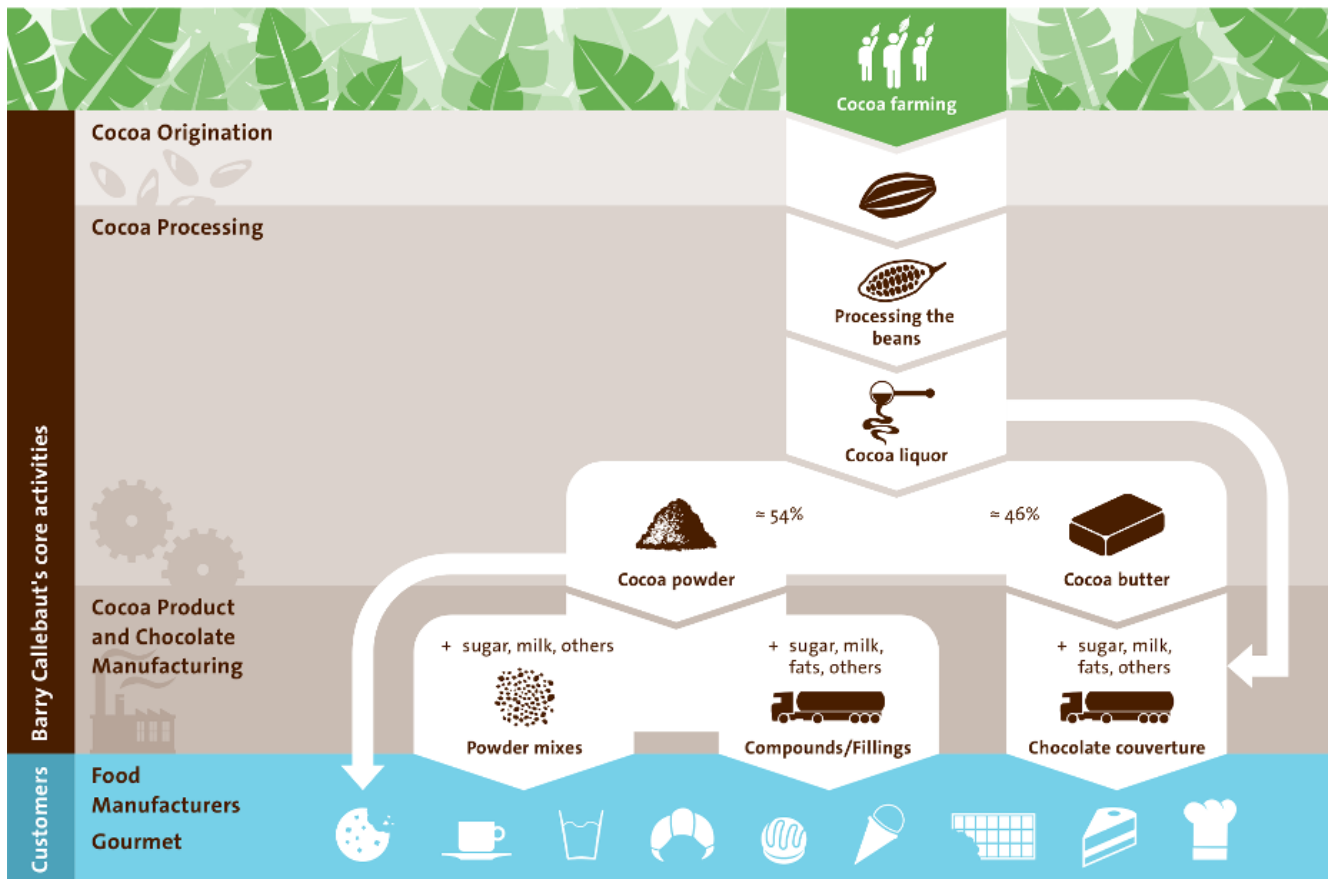 Cocoa farming
Cocoa Origination
Cocoa Processing
Processing the
beans
Cocoa liquor
≃ 54%
≃ 46%
Cocoa powder
Cocoa butter
Barry Callebaut's core activities
Cocoa Product
and Chocolate
Manufacturing
+ sugar, milk, others
Powder mixes
+ sugar, milk,
fats, others
Compounds/Fillings
+ sugar, milk,
fats, others
Chocolate couverture
Customers
Food
Manufacturers
Gourmet